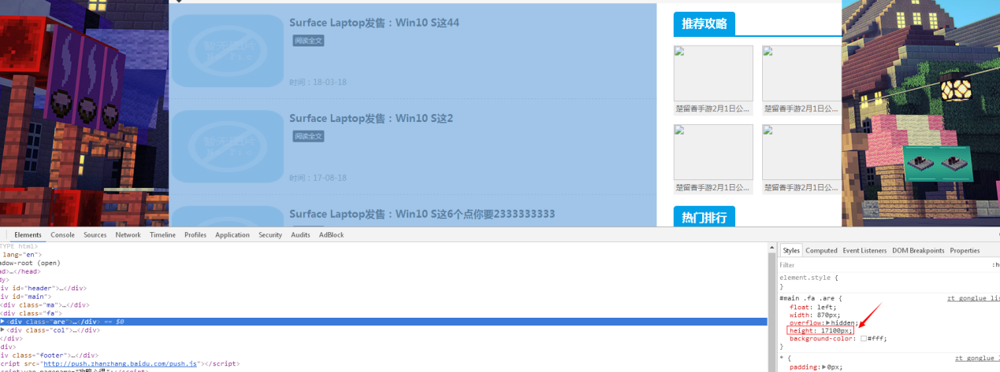 Surface Laptop发售：Win10 S这44
阅读全文
时间：18-03-18
Surface Laptop发售：Win10 S这2
阅读全文
时间：17-08-18
Surface Laptop发售：Win10 S这6个点你要2333333333
推荐攻略
楚留香手游2月1日公...
楚留香手游2月1日公...
楚留香手游2月1日公...
楚留香手游2月1日公...
热门排行
Elements Console Sources Network Timeline Profiles Application Security Audits AdBlock
TYPE html>
lang="en">
adow-root (open)
ad>…</head>
dy>
iv id="header">…</div>
iv id="main">
<div class="ma">…</div>
<div class="fa">
<div class="are">…</div> == $0
<div class="col">…</div>
</div>
div>
iv class="footer">…</div>
cript src="http://push.zhanzhang.baidu.com/push.js"></script>
Styles Computed Event Listeners DOM Breakpoints Properties
Filter :h
element.style {
}
#main .fa .are { zt_gonglue_lis
float: left;
width: 870px;
overflow: hidden;
height: 17100px;
background-color: #fff;
}
* { zt_gonglue_l
padding: 0px;